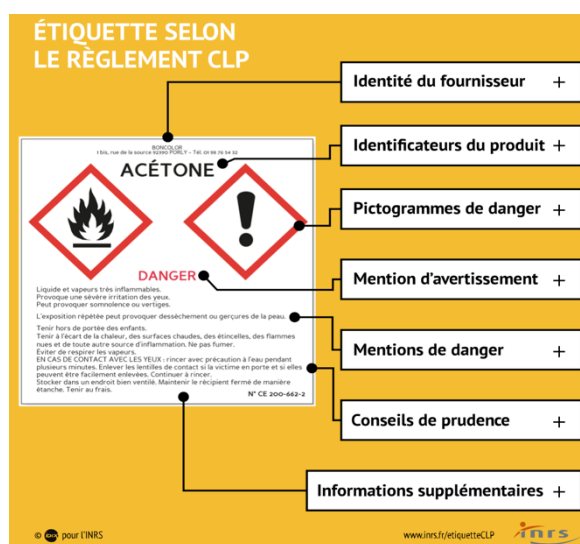 ÉTIQUETTE SELON
LE RÈGLEMENT CLP
Identité du fournisseur +
BONCOLOR
1 bis, rue de la source 92390 PORLY - Tél. 01 98 76 54 52
ACÉTONE
Identificateurs du produit +
Pictogrammes de danger +
DANGER
Mention d'avertissement +
Liquide et vapeurs très inflammables.
Provoque une sévère irritation des yeux.
Peut provoquer somnolence ou vertiges.
L'exposition répétée peut provoquer dessèchement ou gerçures de la peau.
Mentions de danger +
Tenir hors de portée des enfants.
Tenir à l'écart de la chaleur, des surfaces chaudes, des étincelles, des flammes
nues et de toute autre source d'inflammation. Ne pas fumer.
Éviter de respirer les vapeurs.
EN CAS DE CONTACT AVEC LES YEUX : rincer avec précaution à l'eau pendant
plusieurs minutes. Enlever les lentilles de contact si la victime en porte et si elles
peuvent être facilement enlevées. Continuer à rincer.
Stocker dans un endroit bien ventilé. Maintenir le récipient fermé de manière
étanche. Tenir au frais.
N° CE 200-662-2
Conseils de prudence +
Informations supplémentaires +
© pour l'INRS
www.inrs.fr/etiquetteCLP
inrs